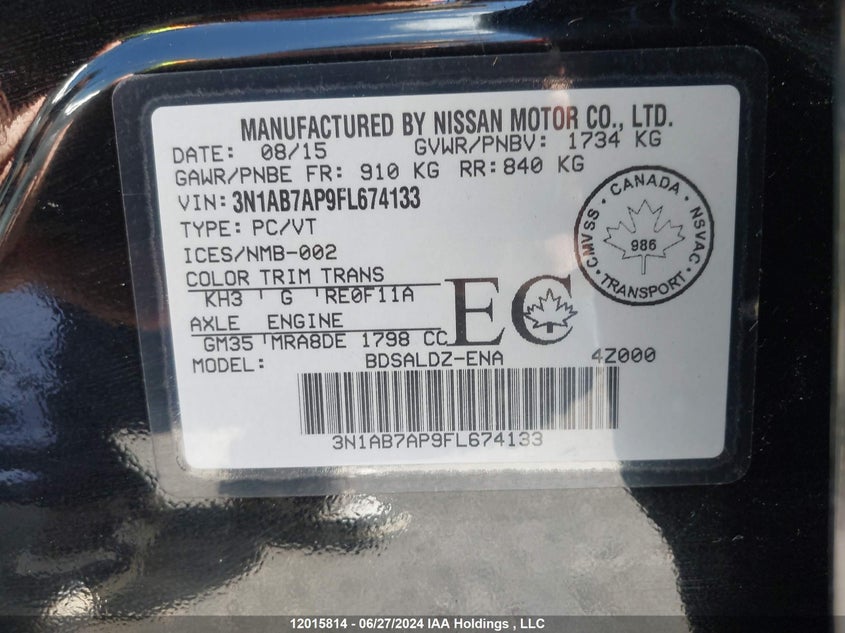 MANUFACTURED BY NISSAN MOTOR CO., LTD.
DATE: 08/15 GVWR/PNBV: 1734 KG
GAWR/PNBE FR: 910 KG RR: 840 KG
VIN: 3N1AB7AP9FL674133
TYPE: PC/VT
ICES/NMB-002
COLOR TRIM TRANS
KH3 G RE0F11A
AXLE ENGINE
GM35 MRA8DE 1798 CC
EC
CMVSS · CANADA · NSVAC · TRANSPORT ·
986
MODEL: BDSALDZ-ENA 4Z000
3N1AB7AP9FL674133
12015814 - 06/27/2024 IAA Holdings , LLC